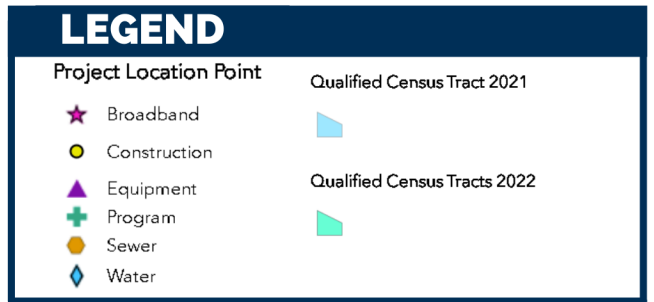 LEGEND
Project Location Point
Broadband
Construction
Equipment
Program
Sewer
Water
Qualified Census Tract 2021
Qualified Census Tracts 2022